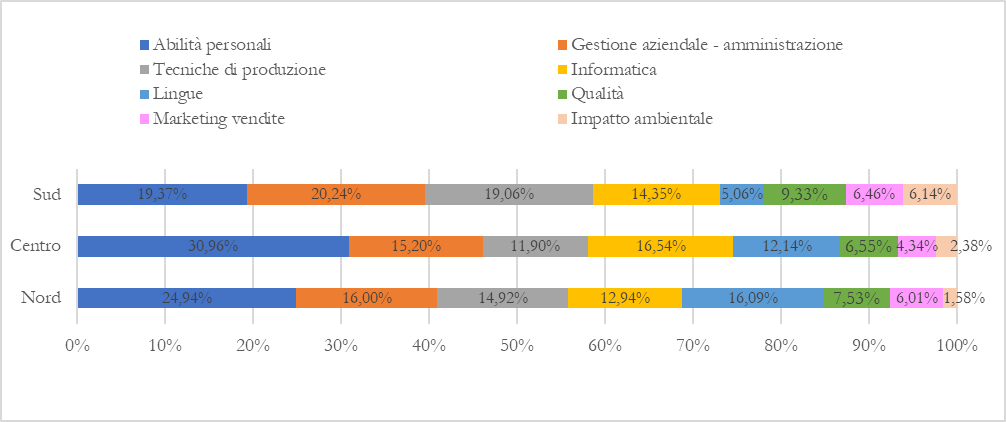 Abilità personali Gestione aziendale - amministrazione
Tecniche di produzione Informatica
Lingue Qualità
Marketing vendite Impatto ambientale
Sud 19,37% 20,24% 19,06% 14,35% 5,06% 9,33% 6,46% 6,14%
Centro 30,96% 15,20% 11,90% 16,54% 12,14% 6,55% 4,34% 2,38%
Nord 24,94% 16,00% 14,92% 12,94% 16,09% 7,53% 6,01% 1,58%
0% 10% 20% 30% 40% 50% 60% 70% 80% 90% 100%